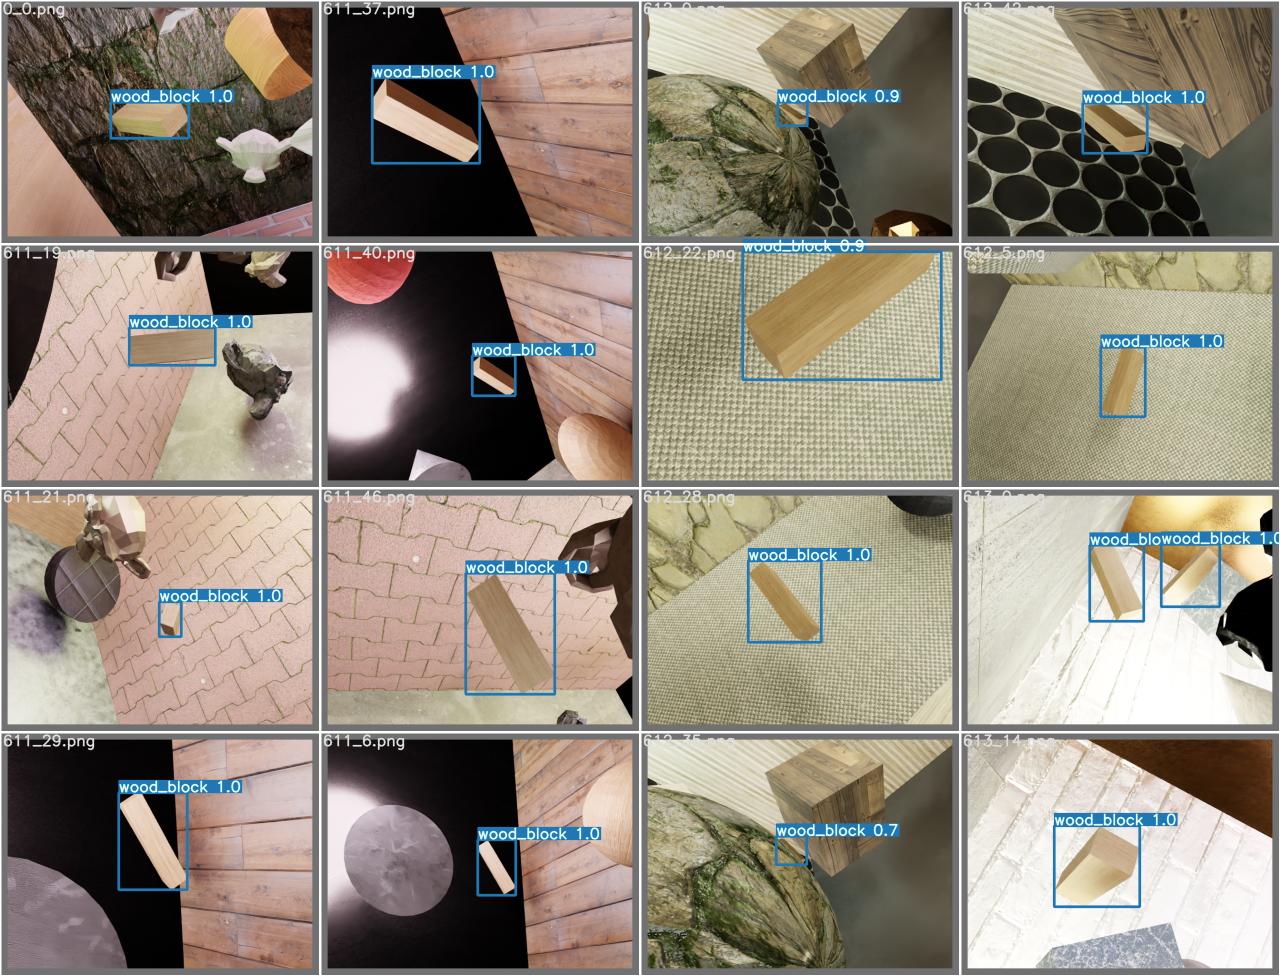 0_0.png
wood_block 1.0
611_37.png
wood_block 1.0
612_0.png
wood_block 0.9
612_42.png
wood_block 1.0
611_19.png
wood_block 1.0
611_40.png
wood_block 1.0
612_22.png
wood_block 0.9
612_5.png
wood_block 1.0
611_21.png
wood_block 1.0
611_46.png
wood_block 1.0
612_28.png
wood_block 1.0
613_0.png
wood_blo
wood_block 1.0
611_29.png
wood_block 1.0
611_6.png
wood_block 1.0
612_35.png
wood_block 0.7
613_14.png
wood_block 1.0